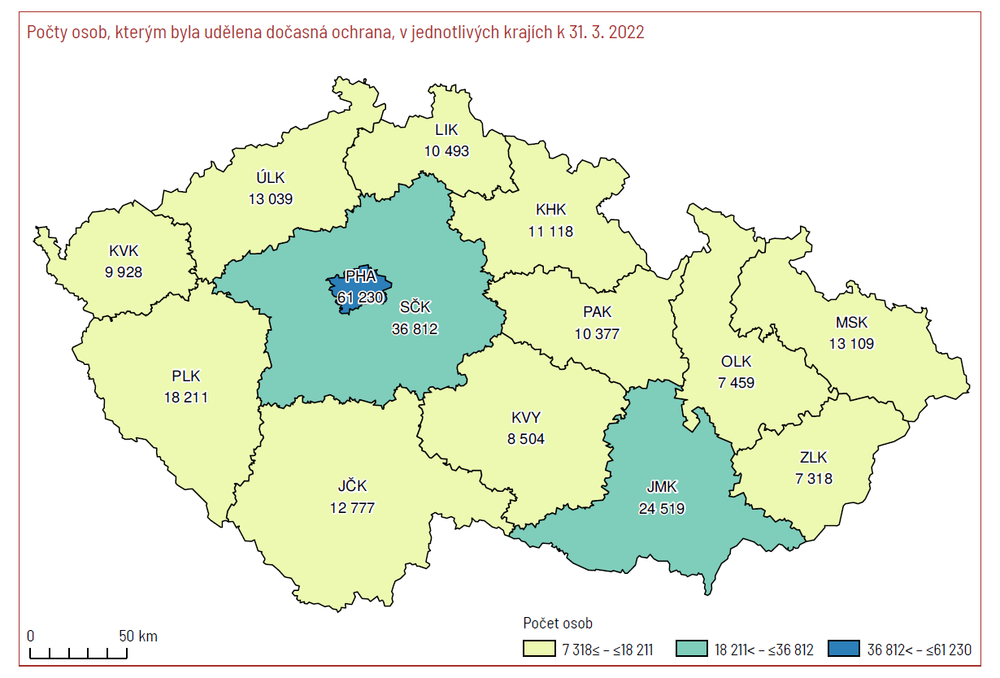 Počty osob, kterým byla udělena dočasná ochrana, v jednotlivých krajích k 31. 3. 2022
LIK
10 493
ÚLK
13 039
KHK
11 118
KVK
9 928
PHA
61 230
SČK
36 812
PAK
10 377
MSK
13 109
OLK
7 459
PLK
18 211
KVY
8 504
ZLK
7 318
JČK
12 777
JMK
24 519
Počet osob
0 50 km
7 318≤ – ≤18 211 18 211< – ≤36 812 36 812< – ≤61 230